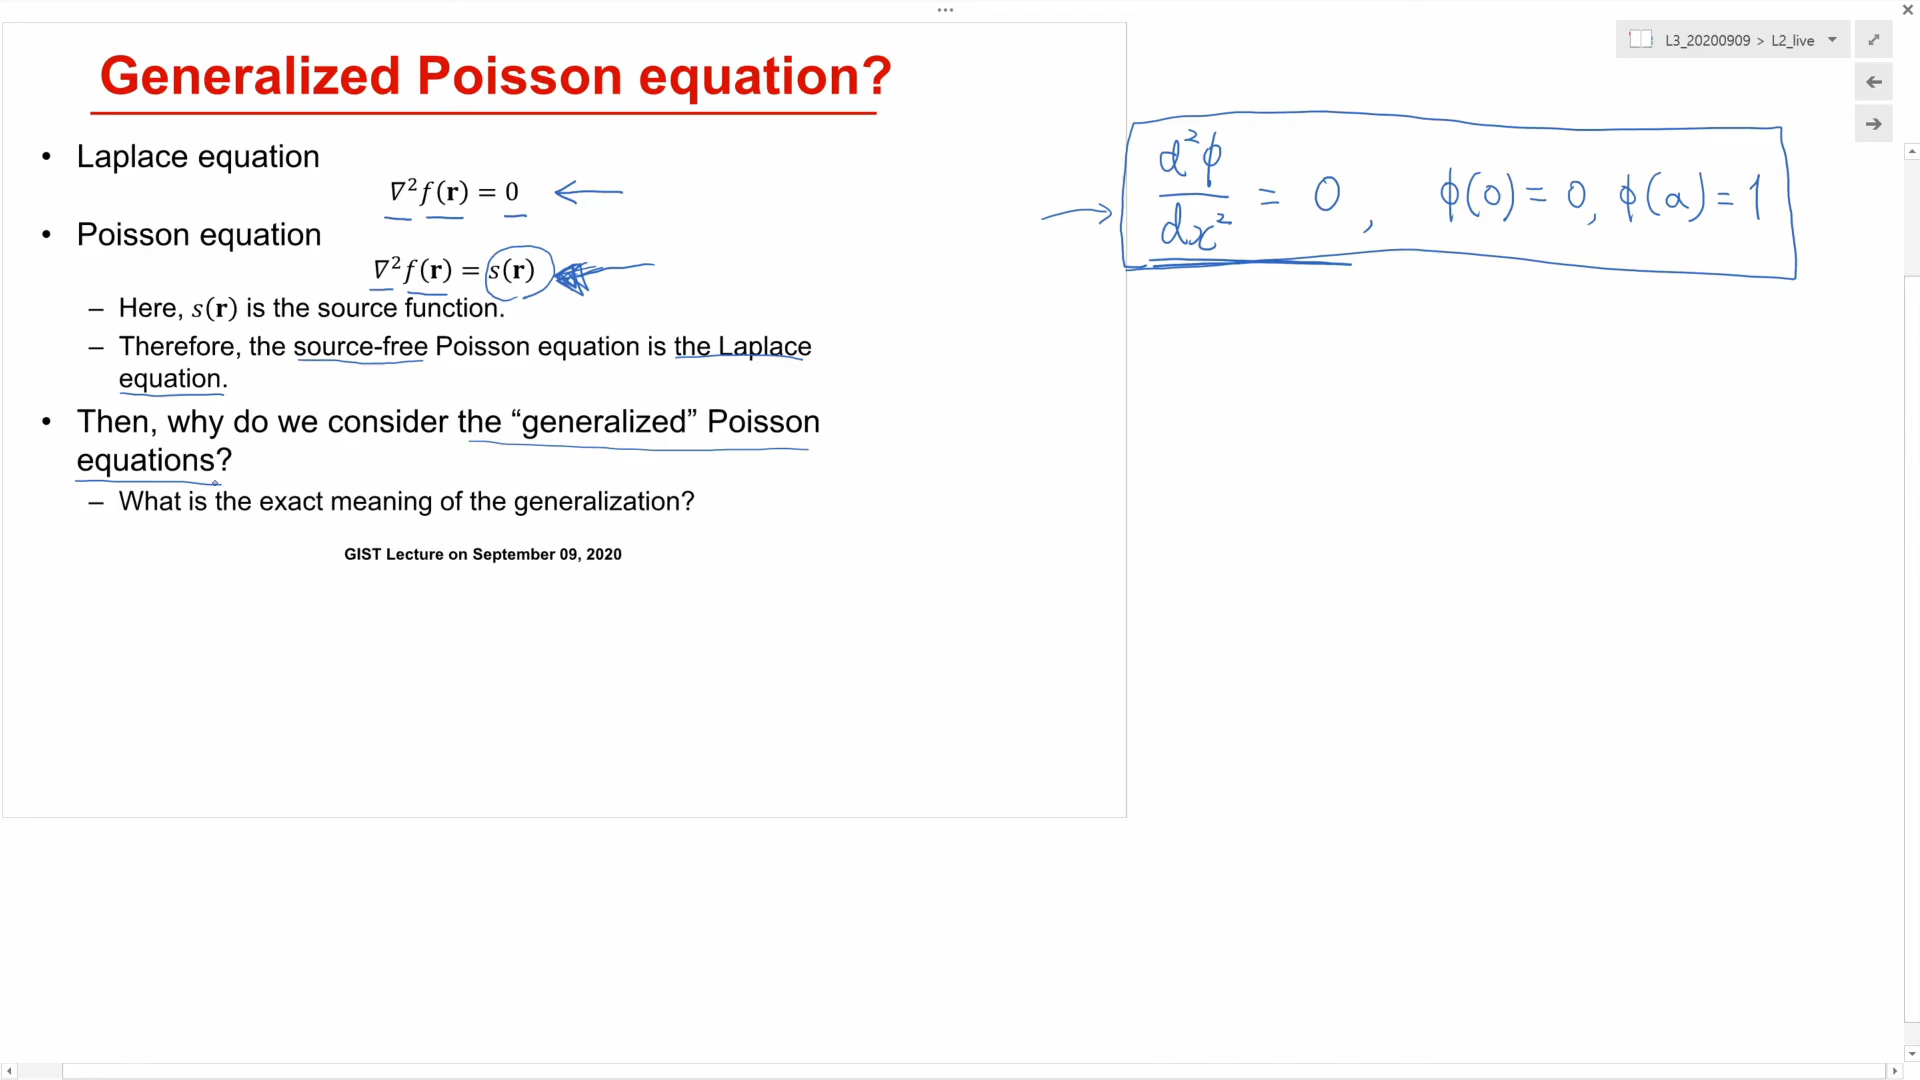 L3_20200909 > L2_live
Generalized Poisson equation?
• Laplace equation
∇²f(r) = 0
• Poisson equation
∇²f(r) = s(r)
– Here, s(r) is the source function.
– Therefore, the source-free Poisson equation is the Laplace
equation.
• Then, why do we consider the “generalized” Poisson
equations?
– What is the exact meaning of the generalization?
GIST Lecture on September 09, 2020
d²φ/dx² = 0, φ(0) = 0, φ(a) = 1